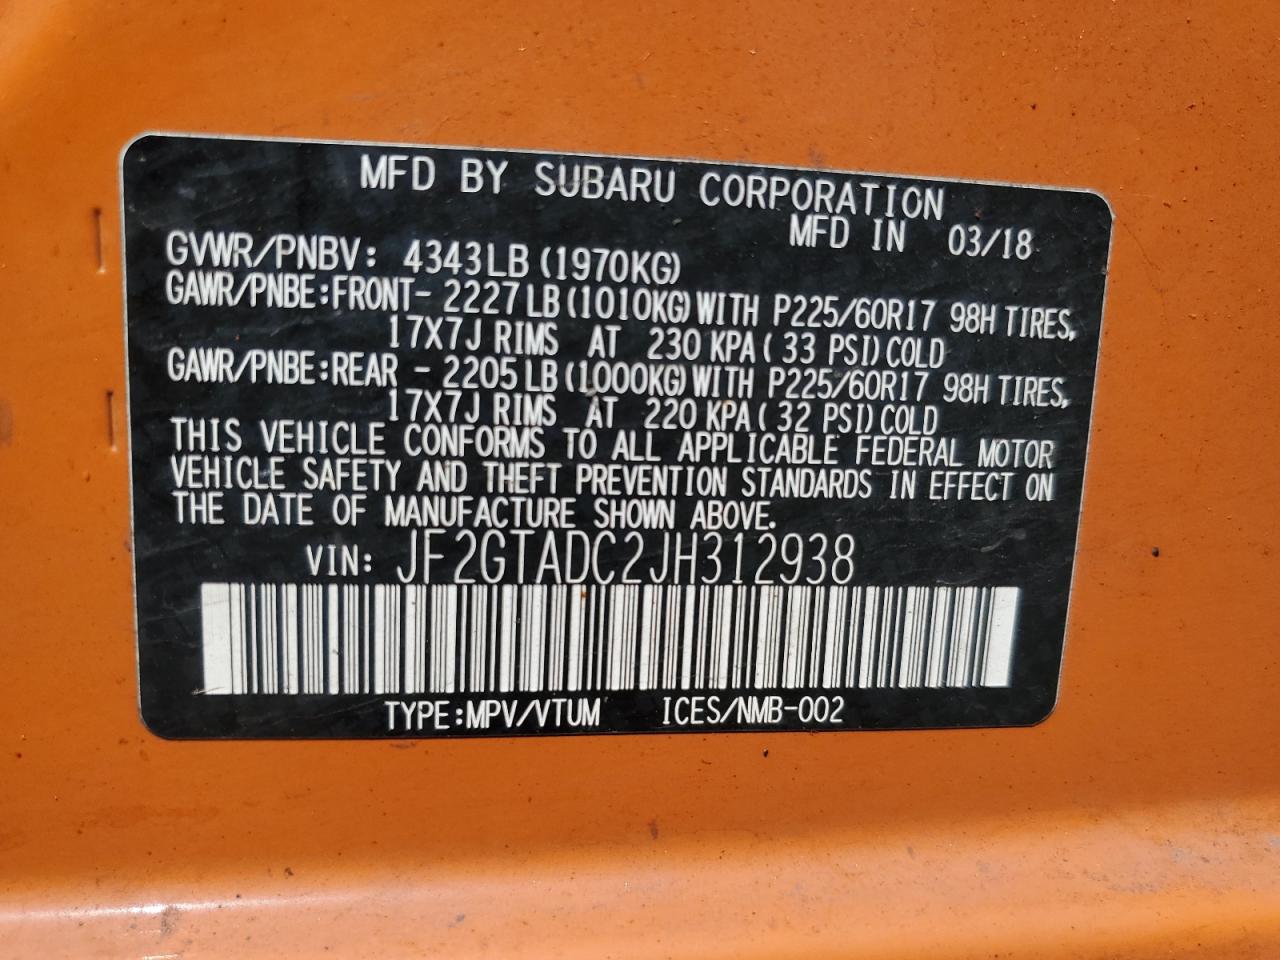 MFD BY SUBARU CORPORATION
MFD IN 03/18
GVWR/PNBV: 4343LB (1970KG)
GAWR/PNBE:FRONT- 2227 LB (1010KG) WITH P225/60R17 98H TIRES,
17X7J RIMS AT 230 KPA ( 33 PSI) COLD
GAWR/PNBE:REAR - 2205 LB (1000KG) WITH P225/60R17 98H TIRES,
17X7J RIMS AT 220 KPA ( 32 PSI) COLD
THIS VEHICLE CONFORMS TO ALL APPLICABLE FEDERAL MOTOR
VEHICLE SAFETY AND THEFT PREVENTION STANDARDS IN EFFECT ON
THE DATE OF MANUFACTURE SHOWN ABOVE.
VIN: JF2GTADC2JH312938
TYPE:MPV/VTUM ICES/NMB-002